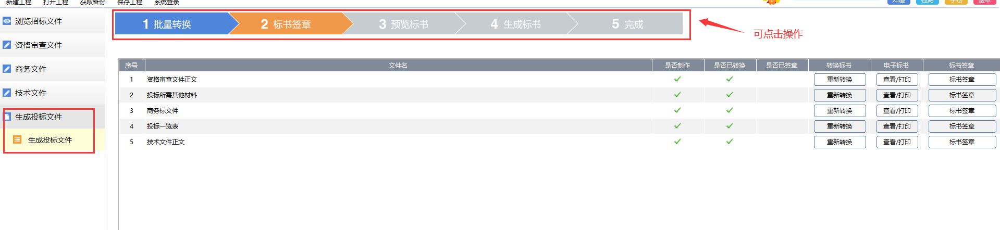 新建工程 打开工程 获取备份 保存工程 系统登录
知道 检测 手册 签章
浏览招标文件
资格审查文件
商务文件
技术文件
生成投标文件
生成投标文件
1 批量转换 2 标书签章 3 预览标书 4 生成标书 5 完成
可点击操作
序号 文件名 是否制作 是否已转换 是否已签章 转换标书 电子标书 标书签章
1 资格审查文件正文 重新转换 查看/打印 标书签章
2 投标所需其他材料 重新转换 查看/打印 标书签章
3 商务标文件 重新转换 查看/打印 标书签章
4 投标一览表 重新转换 查看/打印 标书签章
5 技术文件正文 重新转换 查看/打印 标书签章